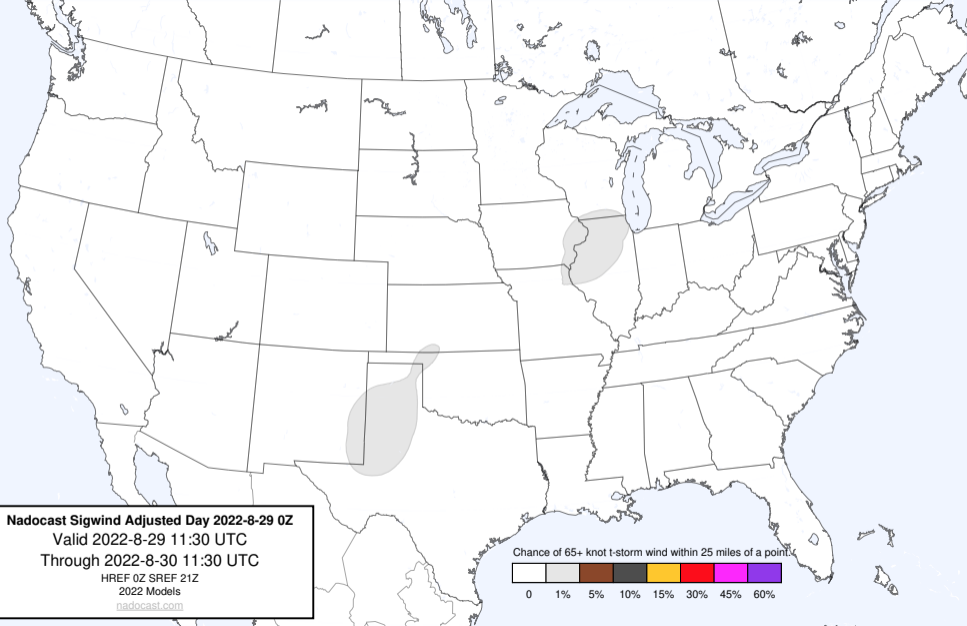 Nadocast Sigwind Adjusted Day 2022-8-29 0Z
Valid 2022-8-29 11:30 UTC
Through 2022-8-30 11:30 UTC
HREF 0Z SREF 21Z
2022 Models
nadocast.com
Chance of 65+ knot t-storm wind within 25 miles of a point.
0 1% 5% 10% 15% 30% 45% 60%